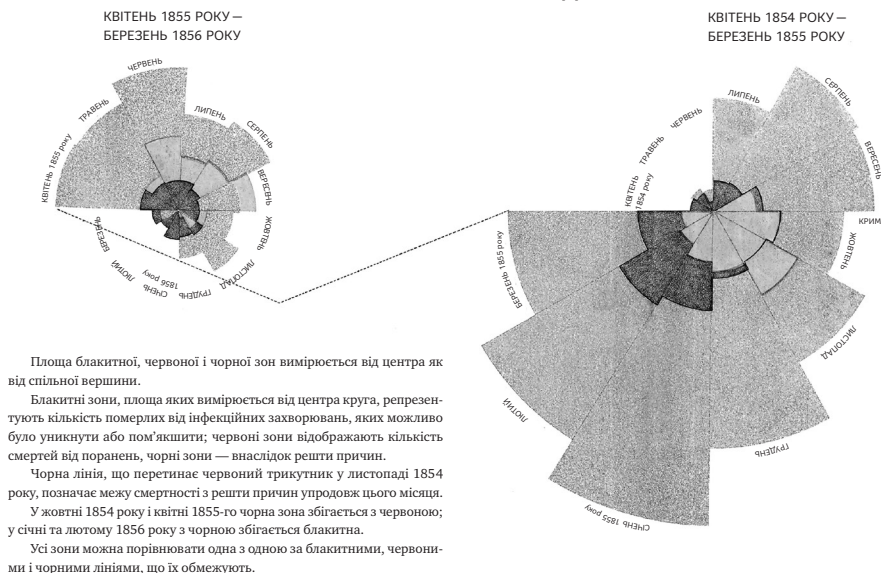 КВІТЕНЬ 1855 РОКУ —
БЕРЕЗЕНЬ 1856 РОКУ
КВІТЕНЬ 1855 року
ТРАВЕНЬ
ЧЕРВЕНЬ
ЛИПЕНЬ
СЕРПЕНЬ
ВЕРЕСЕНЬ
ЖОВТЕНЬ
ЛИСТОПАД
ГРУДЕНЬ
СІЧЕНЬ 1856 року
ЛЮТИЙ
БЕРЕЗЕНЬ
КВІТЕНЬ 1854 РОКУ —
БЕРЕЗЕНЬ 1855 РОКУ
КВІТЕНЬ 1854 року
ТРАВЕНЬ
ЧЕРВЕНЬ
ЛИПЕНЬ
СЕРПЕНЬ
ВЕРЕСЕНЬ
КРИМ
ЖОВТЕНЬ
ЛИСТОПАД
ГРУДЕНЬ
СІЧЕНЬ 1855 року
ЛЮТИЙ
БЕРЕЗЕНЬ 1855 року
Площа блакитної, червоної і чорної зон вимірюється від центра як
від спільної вершини.
Блакитні зони, площа яких вимірюється від центра круга, репрезен-
тують кількість померлих від інфекційних захворювань, яких можливо
було уникнути або пом’якшити; червоні зони відображають кількість
смертей від поранень, чорні зони — внаслідок решти причин.
Чорна лінія, що перетинає червоний трикутник у листопаді 1854
року, позначає межу смертності з решти причин упродовж цього місяця.
У жовтні 1854 року і квітні 1855-го чорна зона збігається з червоною;
у січні та лютому 1856 року з чорною збігається блакитна.
Усі зони можна порівнювати одна з одною за блакитними, червони-
ми і чорними лініями, що їх обмежують.